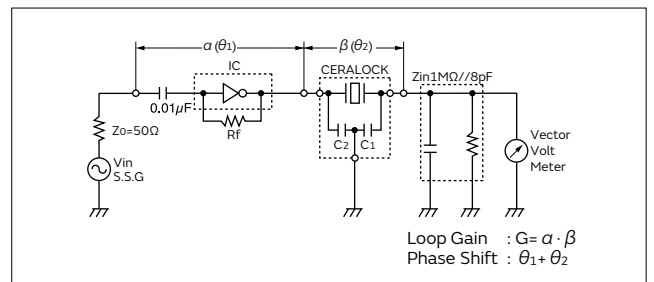 α(θ1)
β(θ2)
IC
CERALOCK
Zin1MΩ//8pF
0.01μF
Z0=50Ω
Rf
C2
C1
Vector
Volt
Meter
Vin
S.S.G
Loop Gain : G= α・β
Phase Shift : θ1+ θ2